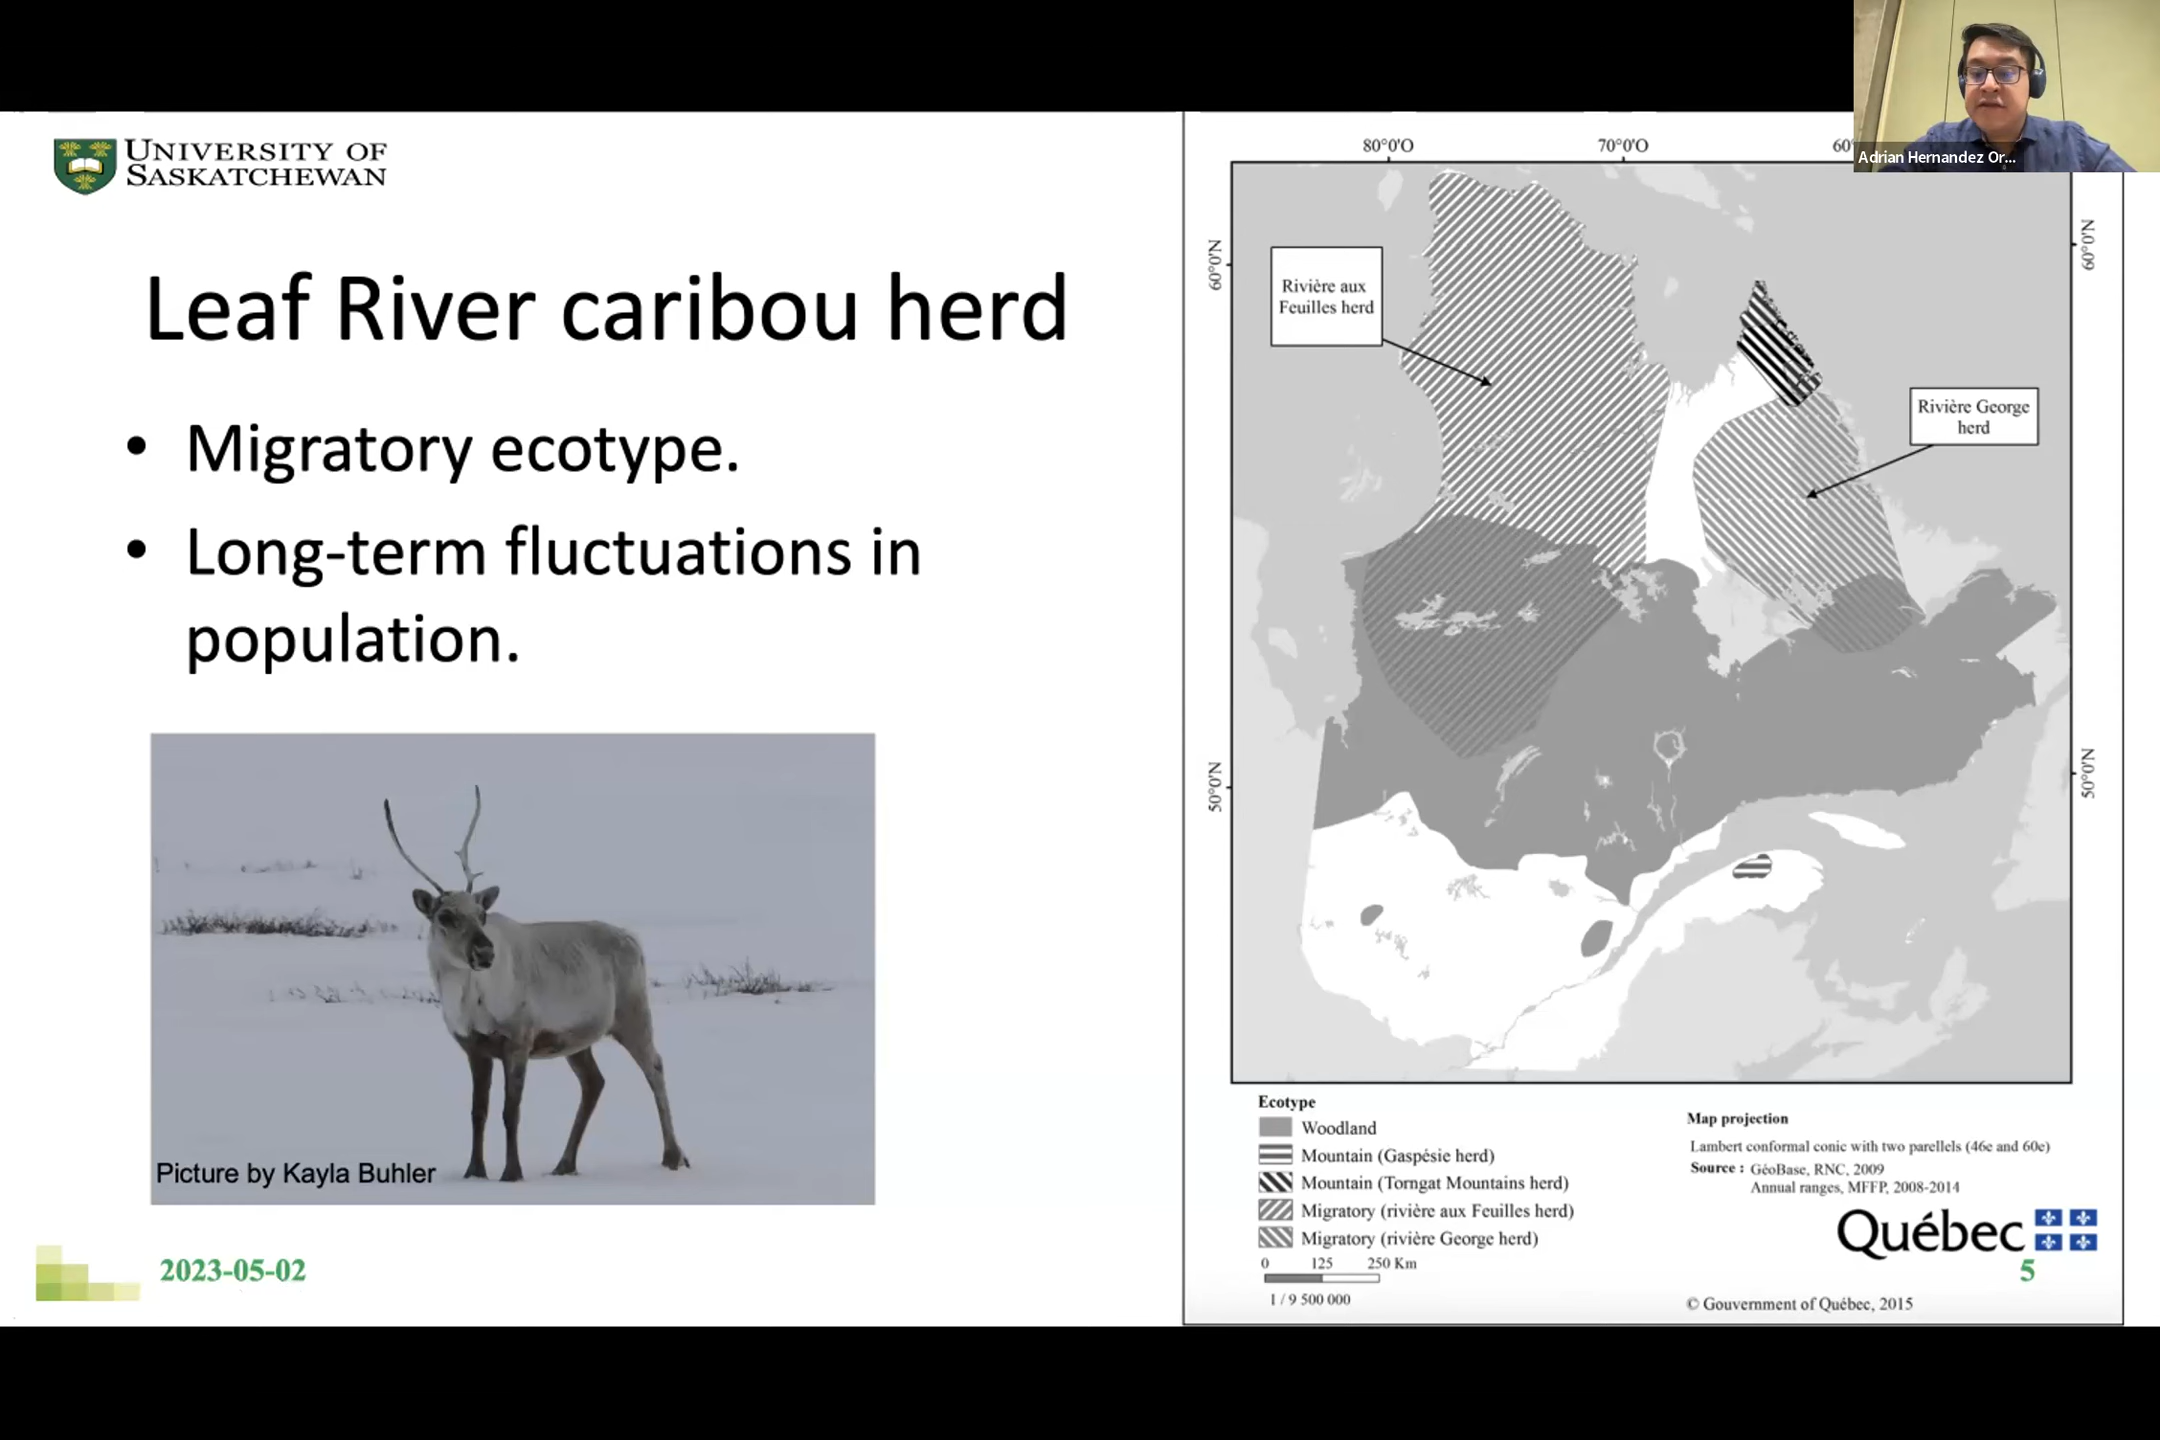 UNIVERSITY OF
SASKATCHEWAN
Leaf River caribou herd
• Migratory ecotype.
• Long-term fluctuations in
population.
Picture by Kayla Buhler
2023-05-02
80°0'O
70°0'O
60°
Adrian Hernandez Or...
60°0'N
60°0'N
Rivière aux
Feuilles herd
Rivière George
herd
50°0'N
50°0'N
Ecotype
Woodland
Mountain (Gaspésie herd)
Mountain (Torngat Mountains herd)
Migratory (rivière aux Feuilles herd)
Migratory (rivière George herd)
0 125 250 Km
1 / 9 500 000
Map projection
Lambert conformal conic with two parellels (46e and 60e)
Source : GéoBase, RNC, 2009
Annual ranges, MFFP, 2008-2014
Québec
5
© Gouvernment of Québec, 2015